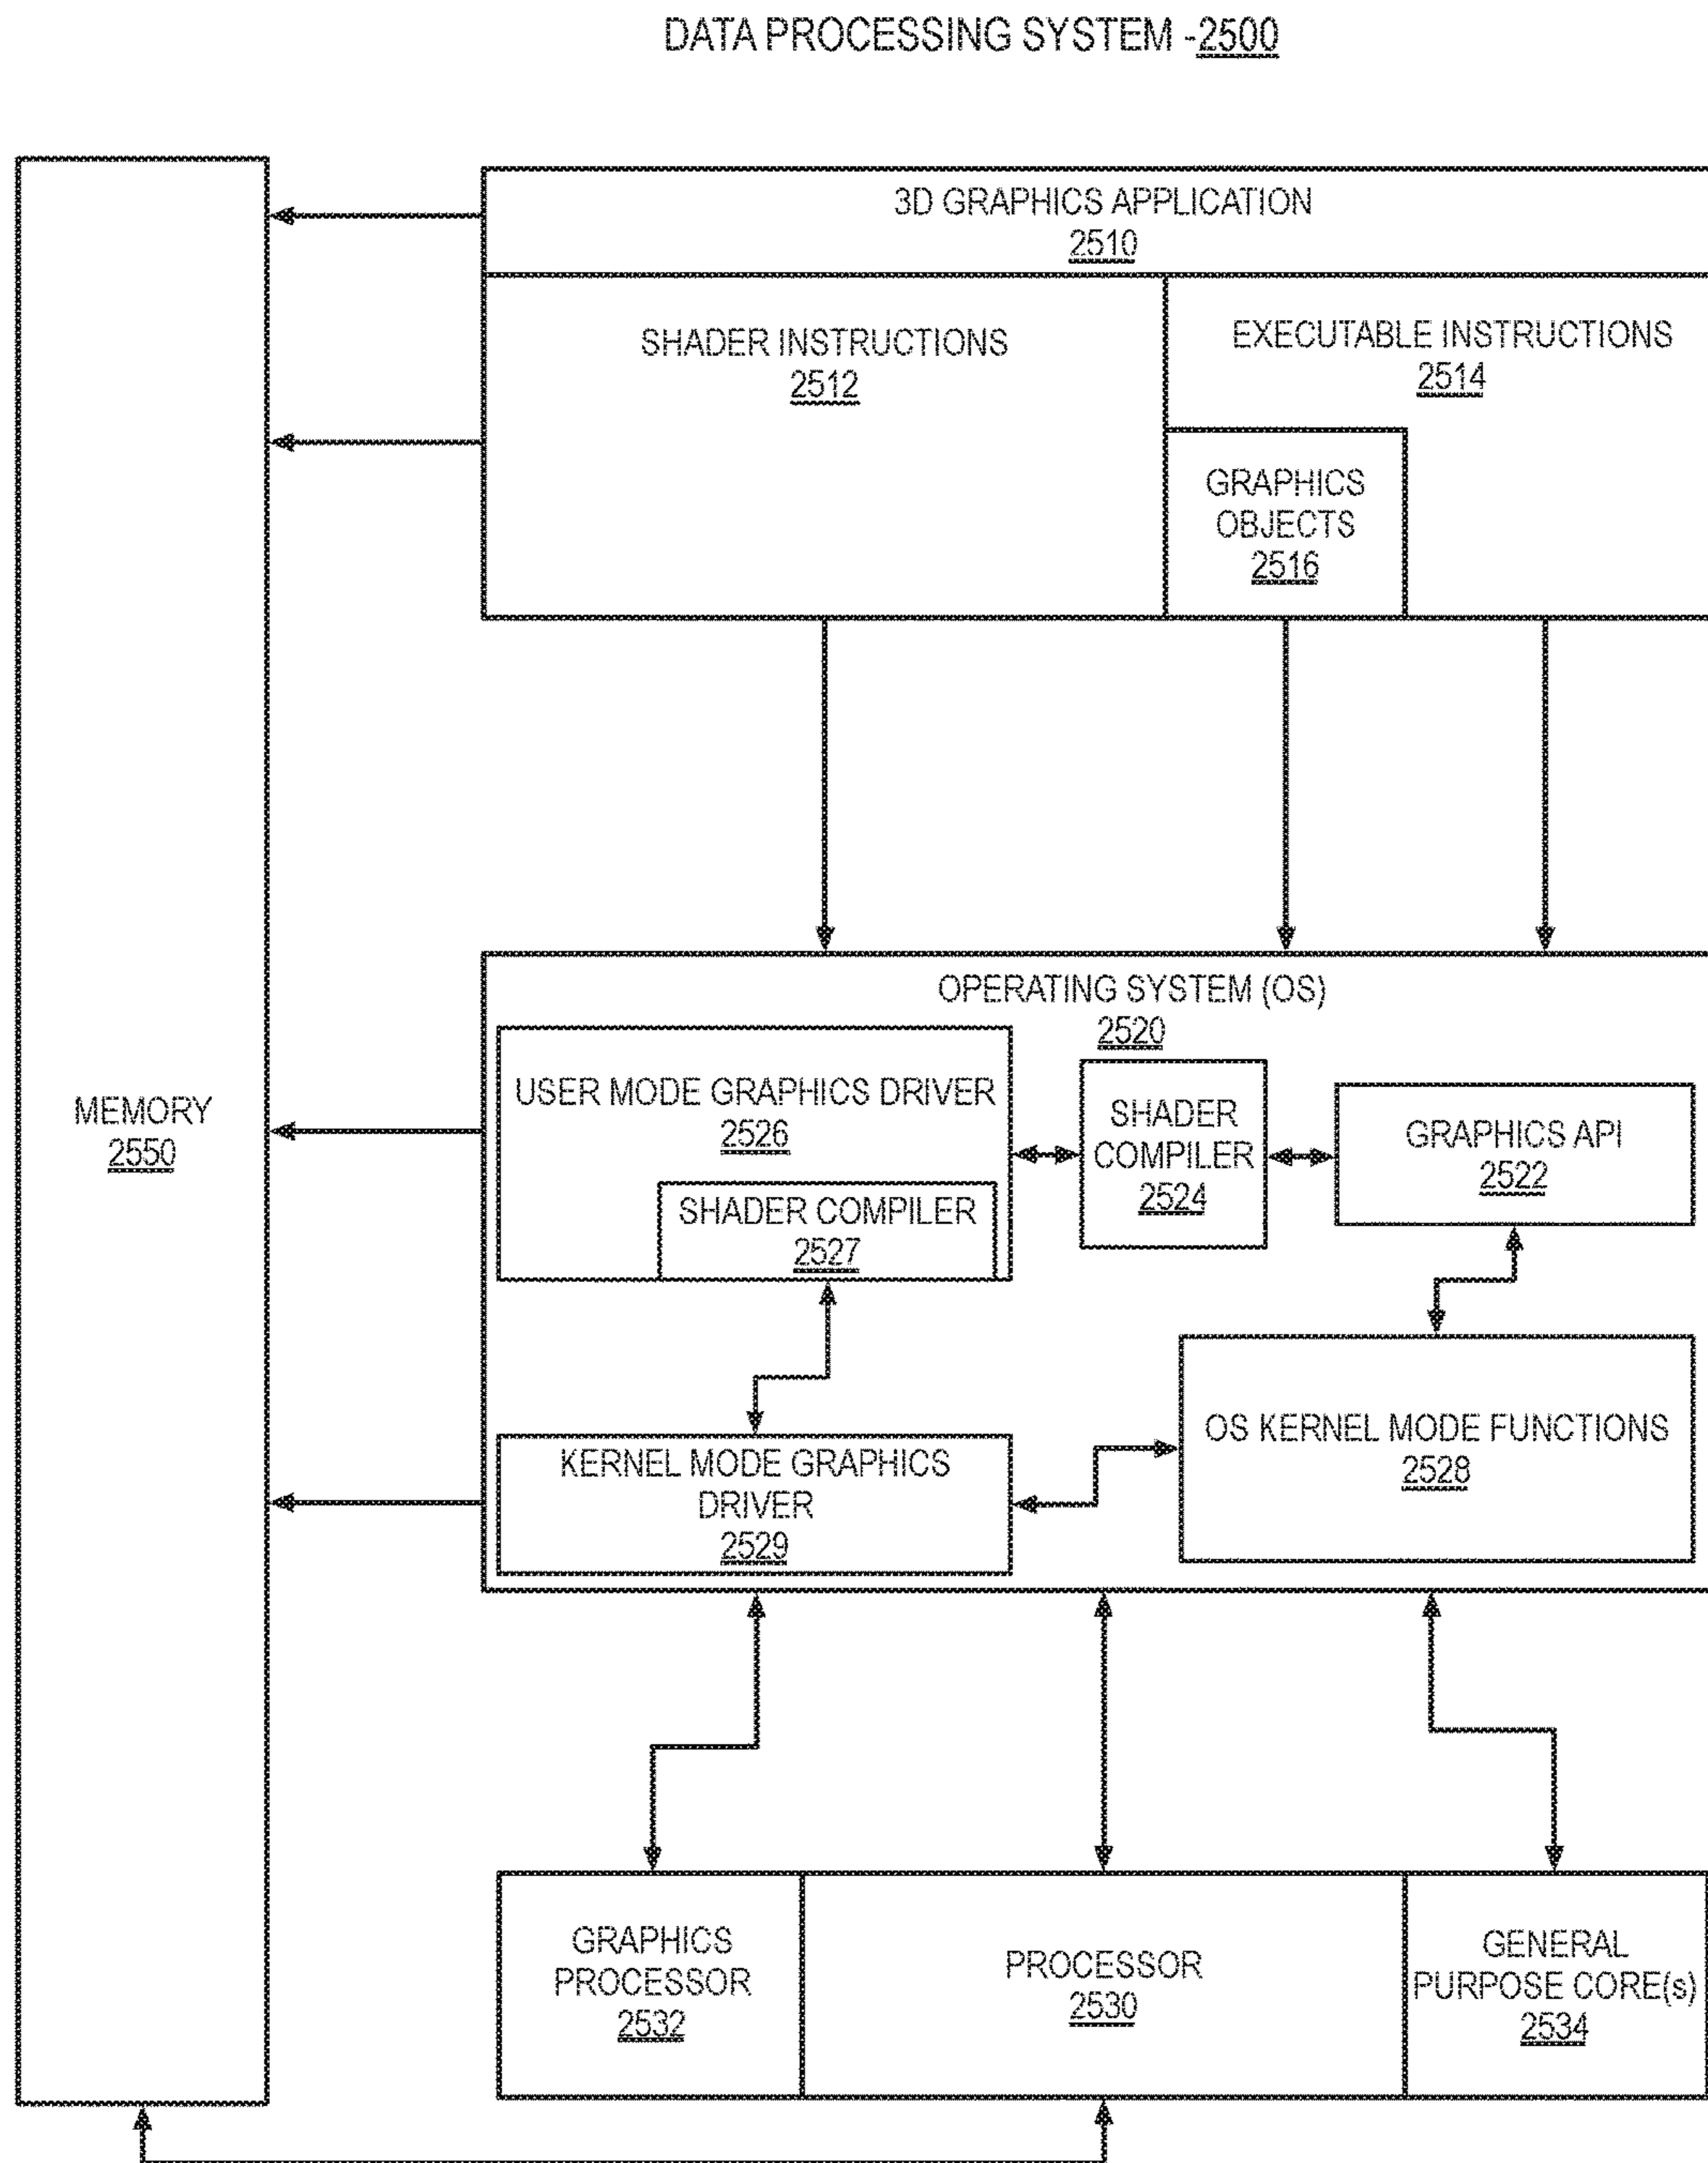 DATA PROCESSING SYSTEM -2500
3D GRAPHICS APPLICATION
2510
SHADER INSTRUCTIONS
2512
EXECUTABLE INSTRUCTIONS
2514
GRAPHICS
OBJECTS
2516
MEMORY
2550
OPERATING SYSTEM (OS)
2520
USER MODE GRAPHICS DRIVER
2526
SHADER COMPILER
2527
SHADER
COMPILER
2524
GRAPHICS API
2522
KERNEL MODE GRAPHICS
DRIVER
2529
OS KERNEL MODE FUNCTIONS
2528
GRAPHICS
PROCESSOR
2532
PROCESSOR
2530
GENERAL
PURPOSE CORE(s)
2534